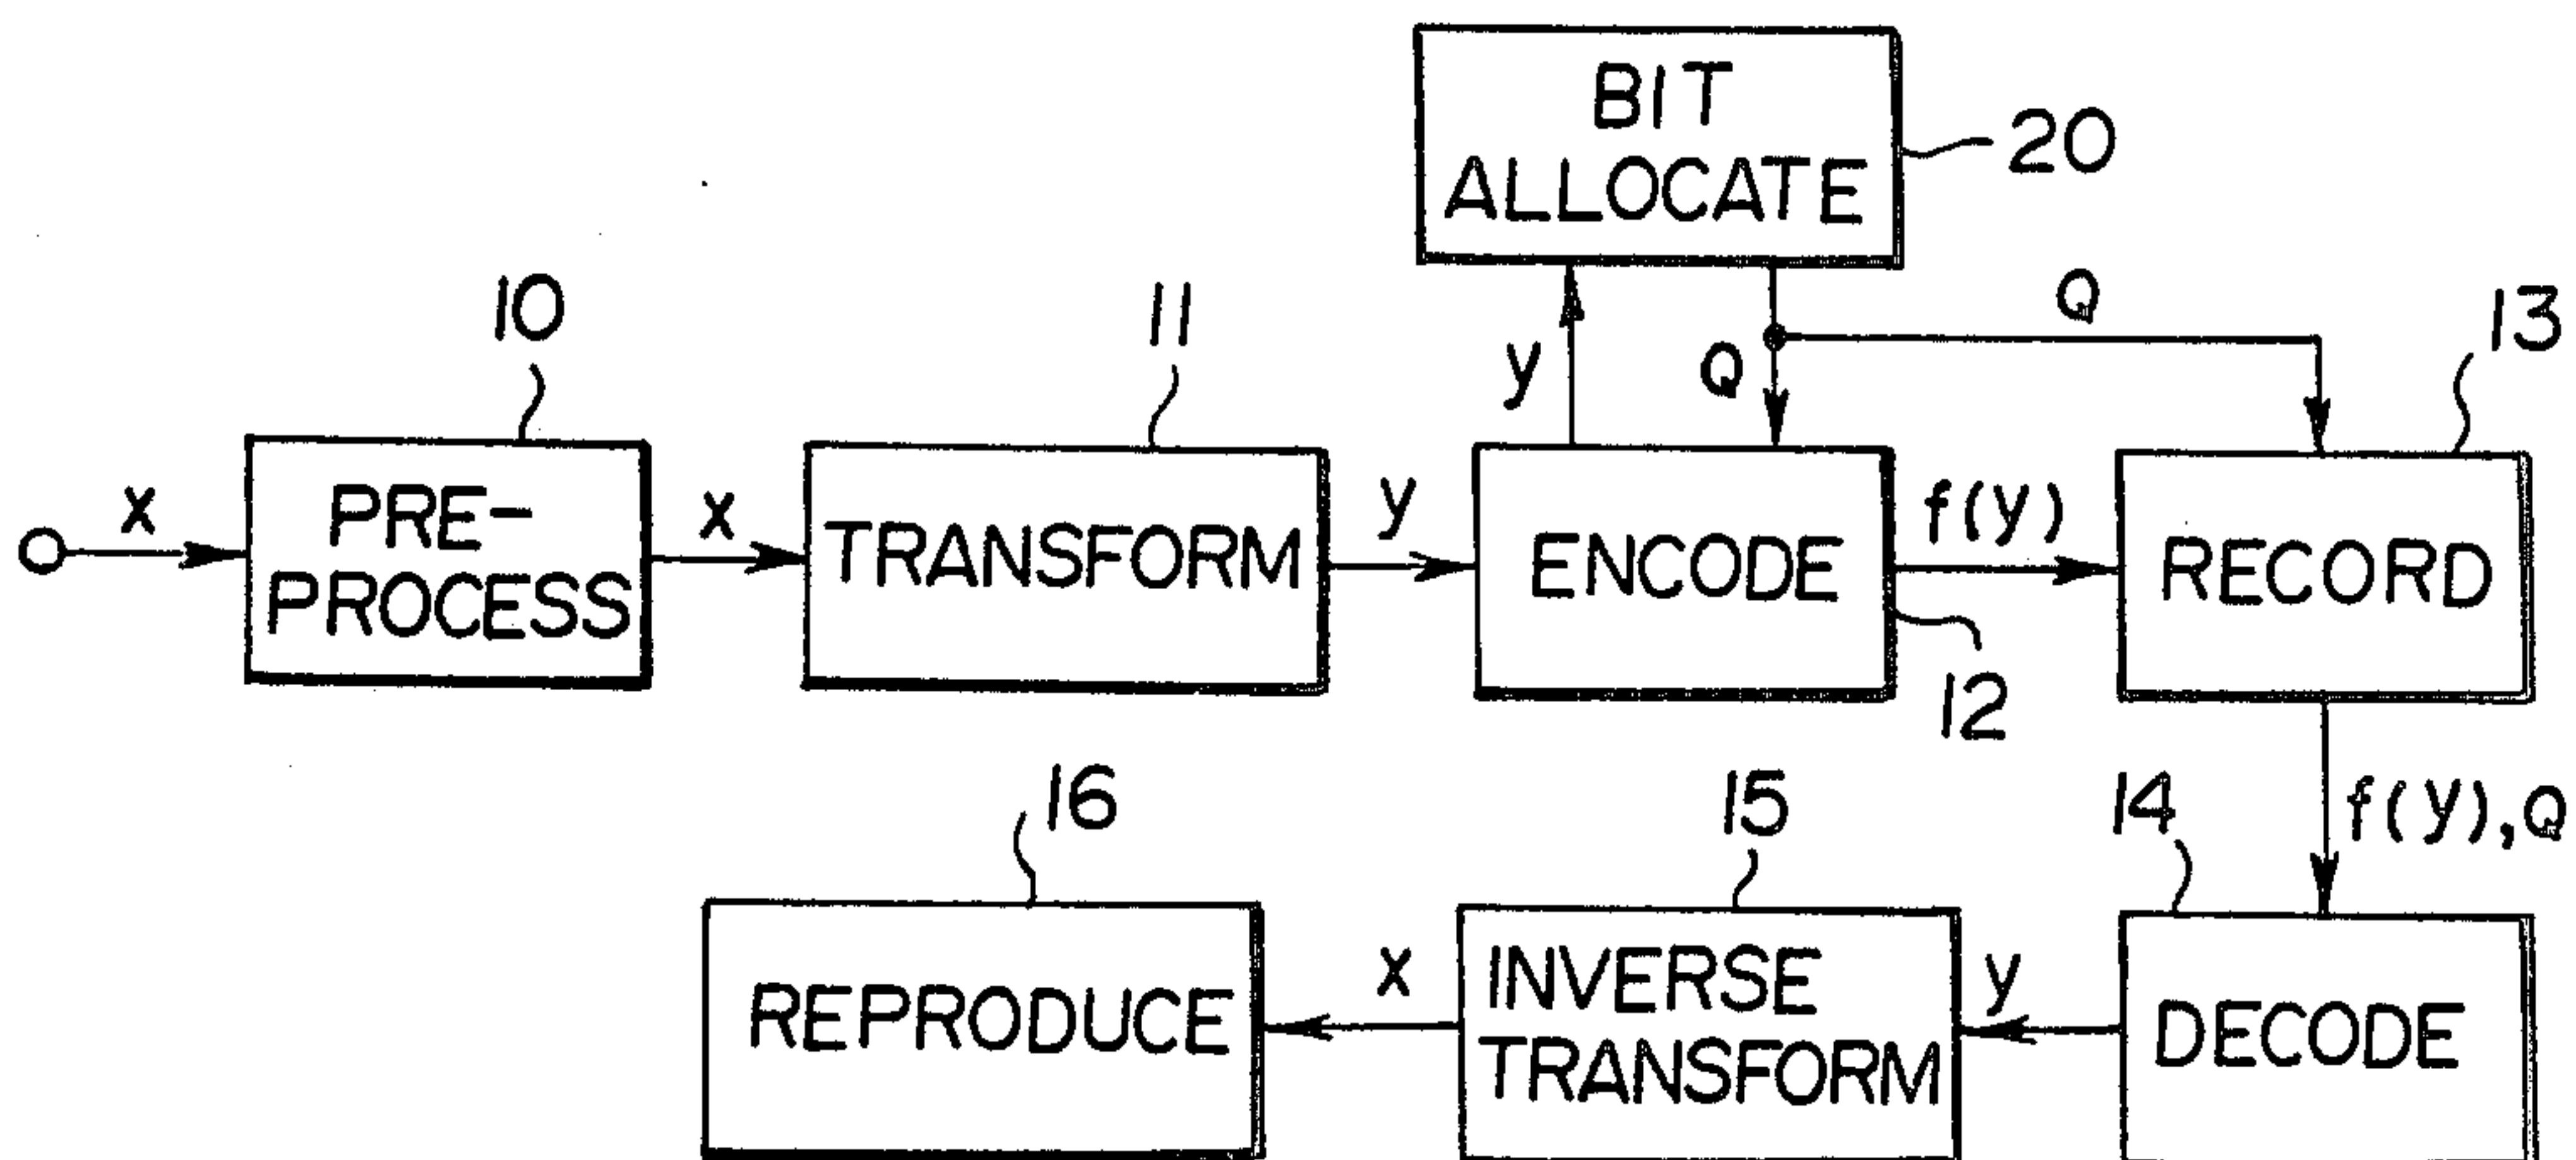 BIT
ALLOCATE
20
10
11
y
Q
Q
13
x
PRE-
PROCESS
x
TRANSFORM
y
ENCODE
f(y)
RECORD
12
16
15
14
f(y),Q
REPRODUCE
x
INVERSE
TRANSFORM
y
DECODE